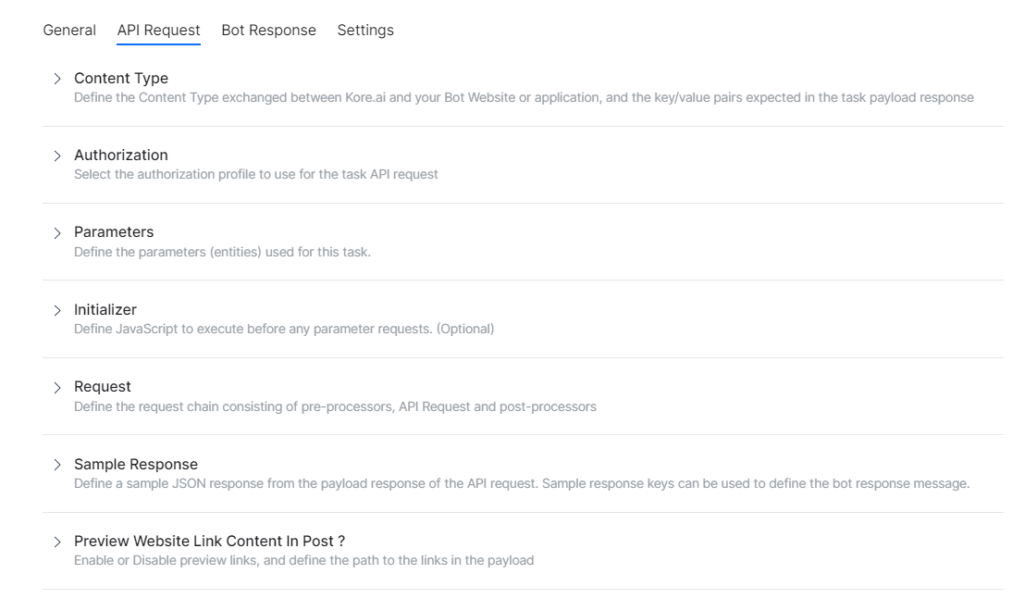 General API Request Bot Response Settings
Content Type
Define the Content Type exchanged between Kore.ai and your Bot Website or application, and the key/value pairs expected in the task payload response
Authorization
Select the authorization profile to use for the task API request
Parameters
Define the parameters (entities) used for this task.
Initializer
Define JavaScript to execute before any parameter requests. (Optional)
Request
Define the request chain consisting of pre-processors, API Request and post-processors
Sample Response
Define a sample JSON response from the payload response of the API request. Sample response keys can be used to define the bot response message.
Preview Website Link Content In Post ?
Enable or Disable preview links, and define the path to the links in the payload